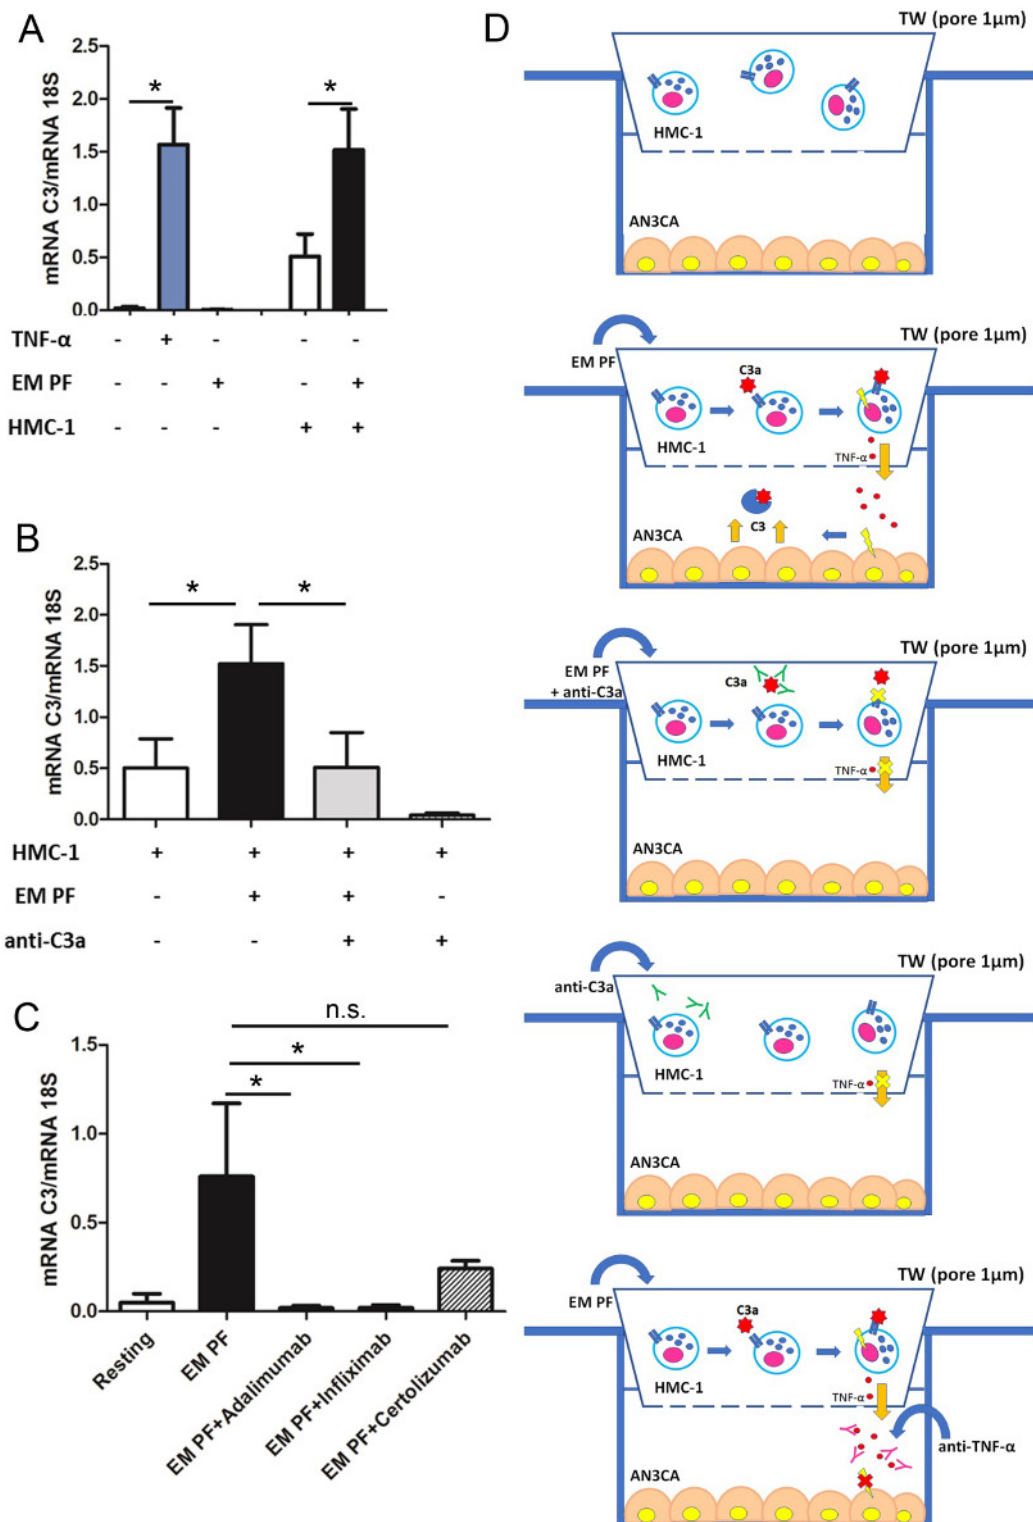 A
mRNA C3/mRNA 18S
2.5
2.0
1.5
1.0
0.5
0.0
* *
TNF-α - + - - -
EM PF - - + - +
HMC-1 - - - + +
B
mRNA C3/mRNA 18S
2.5
2.0
1.5
1.0
0.5
0.0
* *
HMC-1 + + + +
EM PF - + + -
anti-C3a - - + +
C
mRNA C3/mRNA 18S
1.5
1.0
0.5
0.0
n.s.
*
*
Resting
EM PF
EM PF+Adalimumab
EM PF+Infliximab
EM PF+Certolizumab
D
TW (pore 1µm)
HMC-1
AN3CA
TW (pore 1µm)
EM PF
C3a
HMC-1
TNF-α
C3
AN3CA
TW (pore 1µm)
EM PF
+ anti-C3a
C3a
HMC-1
TNF-α
AN3CA
TW (pore 1µm)
anti-C3a
HMC-1
TNF-α
AN3CA
TW (pore 1µm)
EM PF
C3a
HMC-1
TNF-α
anti-TNF-α
AN3CA